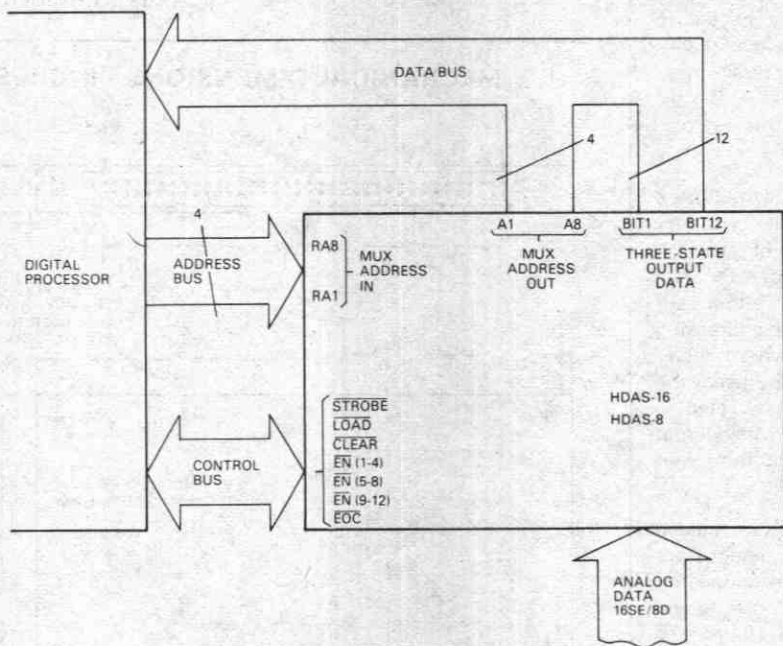 DATA BUS
4
12
A1
A8
BIT1
BIT12
MUX
ADDRESS
OUT
THREE-STATE
OUTPUT
DATA
4
DIGITAL
PROCESSOR
ADDRESS
BUS
RA8
RA1
MUX
ADDRESS
IN
HDAS-16
HDAS-8
CONTROL
BUS
STROBE
LOAD
CLEAR
EN (1-4)
EN (5-8)
EN (9-12)
EOC
ANALOG
DATA
16SE/8D